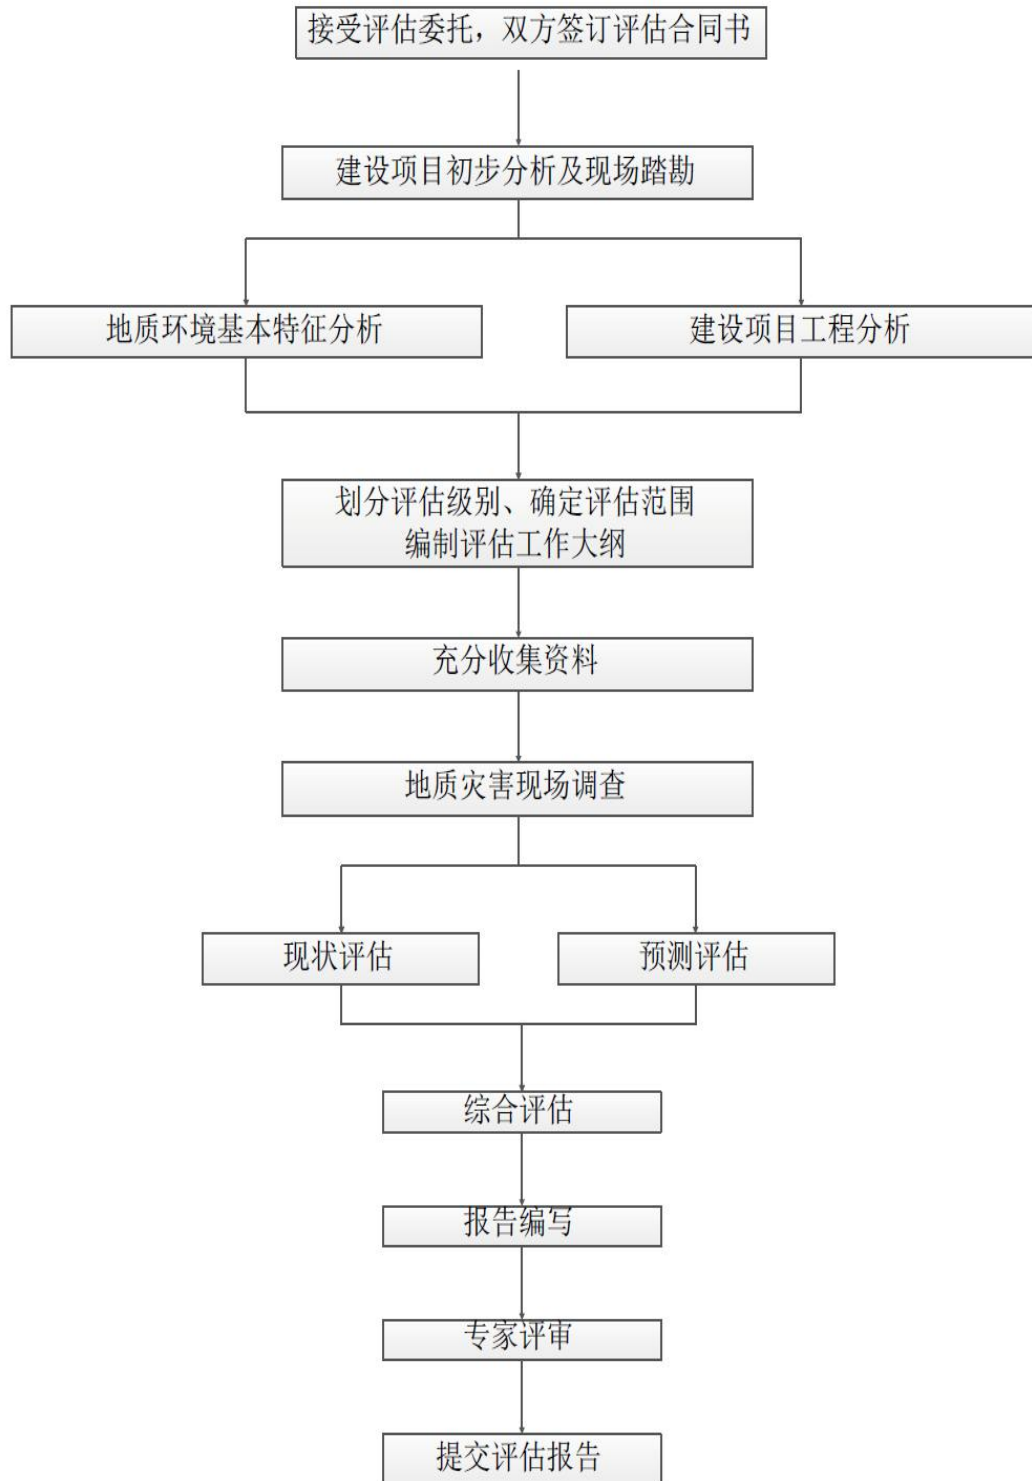 接受评估委托，双方签订评估合同书
建设项目初步分析及现场踏勘
地质环境基本特征分析
建设项目工程分析
划分评估级别、确定评估范围
编制评估工作大纲
充分收集资料
地质灾害现场调查
现状评估
预测评估
综合评估
报告编写
专家评审
提交评估报告